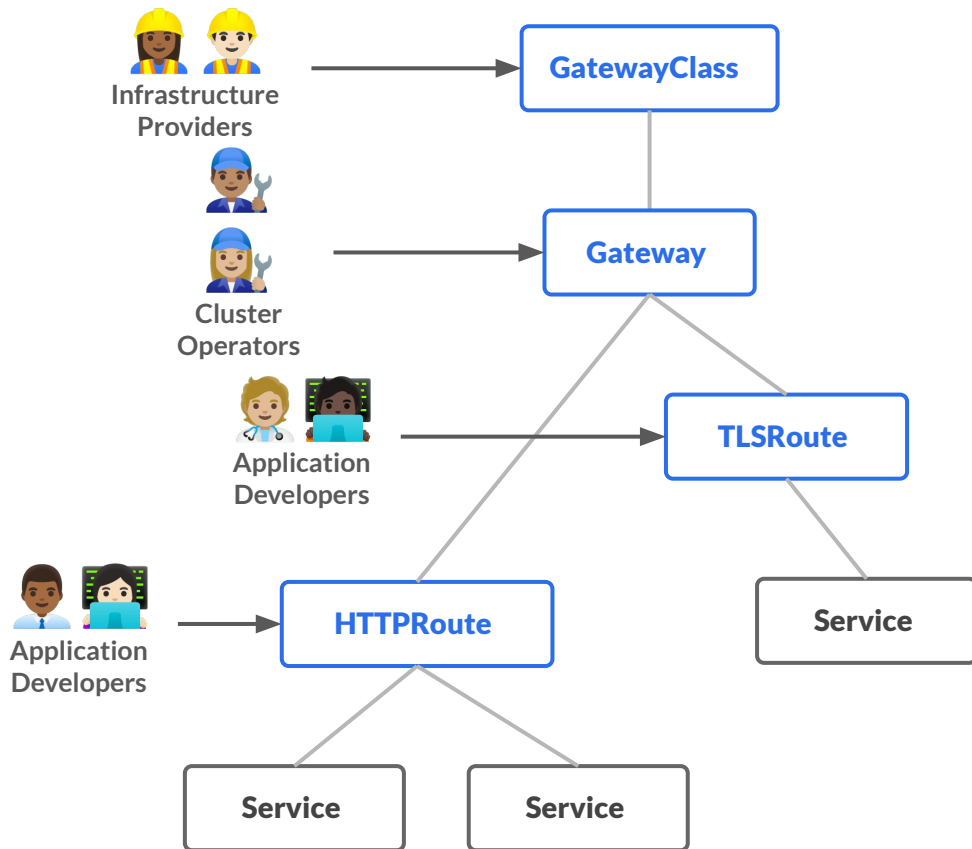 GatewayClass
Infrastructure
Providers
Gateway
Cluster
Operators
TLSRoute
Application
Developers
HTTPRoute
Service
Application
Developers
Service
Service